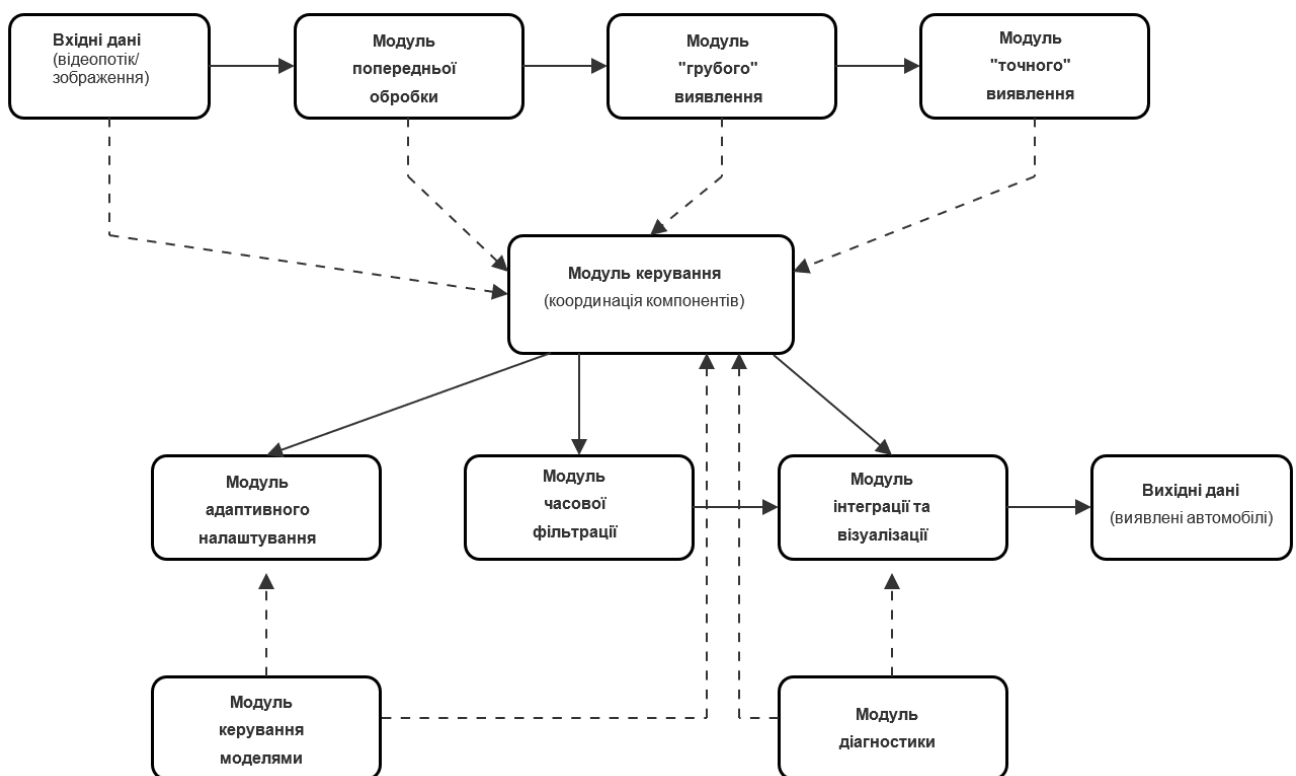 Вхідні дані
(відеопотік/
зображення)
Модуль
попередньої
обробки
Модуль
"грубого"
виявлення
Модуль
"точного"
виявлення
Модуль керування
(координація компонентів)
Модуль
адаптивного
налаштування
Модуль
часової
фільтрації
Модуль
інтеграції та
візуалізації
Вихідні дані
(виявлені автомобілі)
Модуль
керування
моделями
Модуль
діагностики